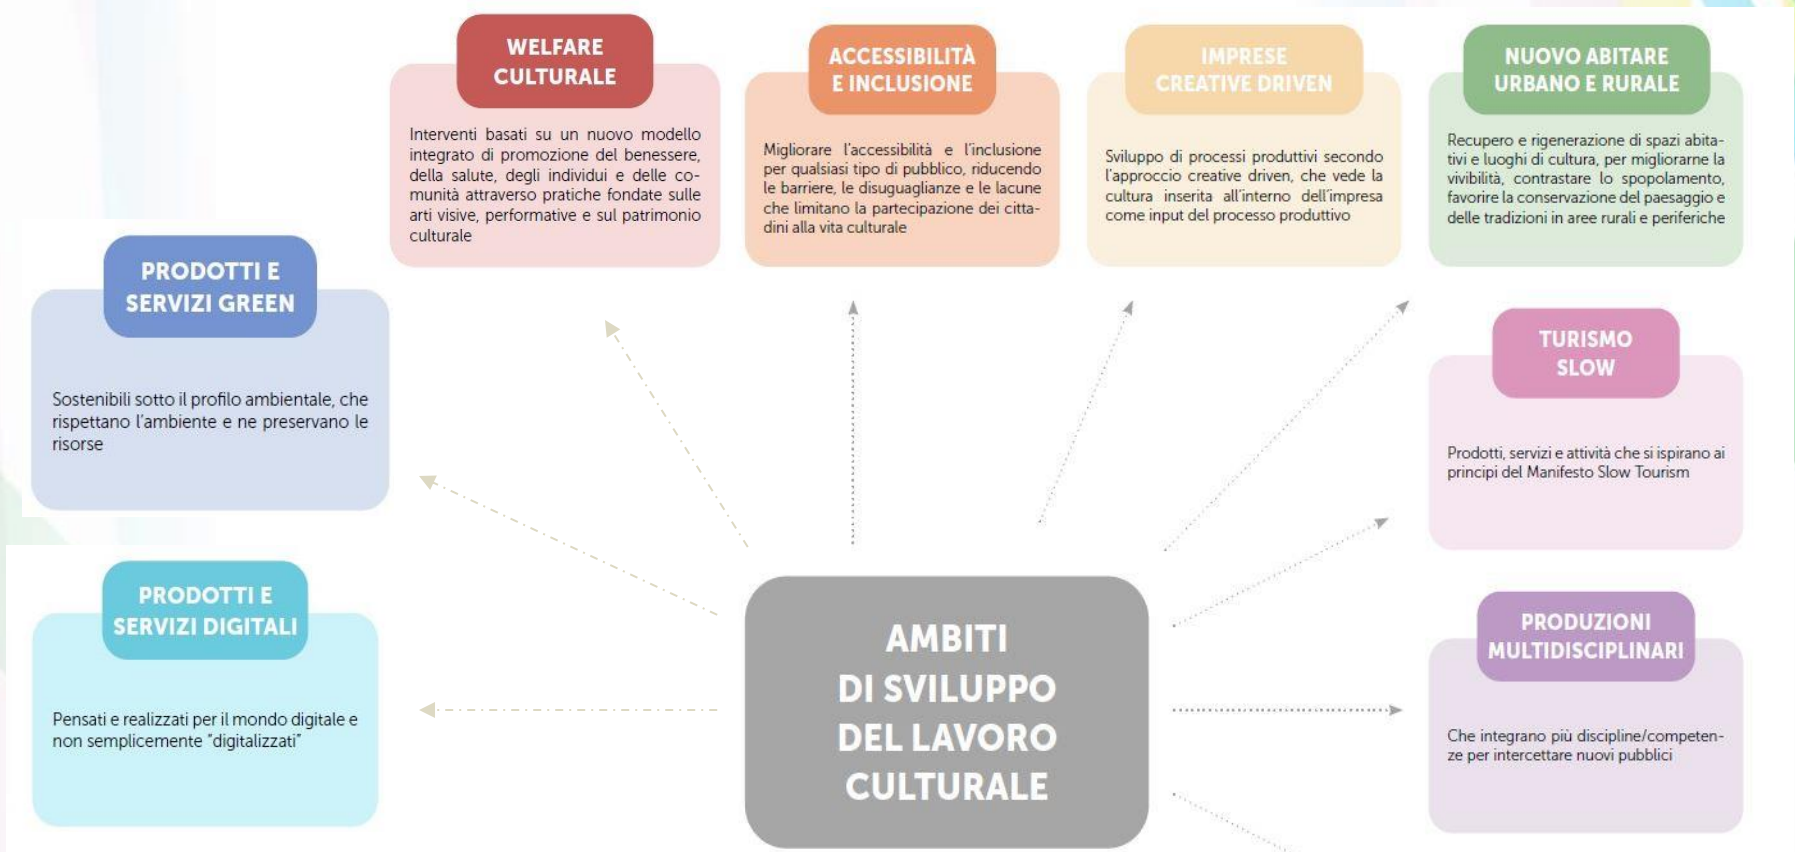 WELFARE
CULTURALE
Interventi basati su un nuovo modello
integrato di promozione del benessere,
della salute, degli individui e delle co-
munità attraverso pratiche fondate sulle
arti visive, performative e sul patrimonio
culturale
ACCESSIBILITÀ
E INCLUSIONE
Migliorare l'accessibilità e l'inclusione
per qualsiasi tipo di pubblico, riducendo
le barriere, le disuguaglianze e le lacune
che limitano la partecipazione dei citta-
dini alla vita culturale
IMPRESE
CREATIVE DRIVEN
Sviluppo di processi produttivi secondo
l'approccio creative driven, che vede la
cultura inserita all'interno dell'impresa
come input del processo produttivo
NUOVO ABITARE
URBANO E RURALE
Recupero e rigenerazione di spazi abita-
tivi e luoghi di cultura, per migliorarne la
vivibilità, contrastare lo spopolamento,
favorire la conservazione del paesaggio e
delle tradizioni in aree rurali e periferiche
PRODOTTI E
SERVIZI GREEN
Sostenibili sotto il profilo ambientale, che
rispettano l'ambiente e ne preservano le
risorse
TURISMO
SLOW
Prodotti, servizi e attività che si ispirano ai
principi del Manifesto Slow Tourism
PRODOTTI E
SERVIZI DIGITALI
Pensati e realizzati per il mondo digitale e
non semplicemente "digitalizzati"
AMBITI
DI SVILUPPO
DEL LAVORO
CULTURALE
PRODUZIONI
MULTIDISCIPLINARI
Che integrano più discipline/competen-
ze per intercettare nuovi pubblici